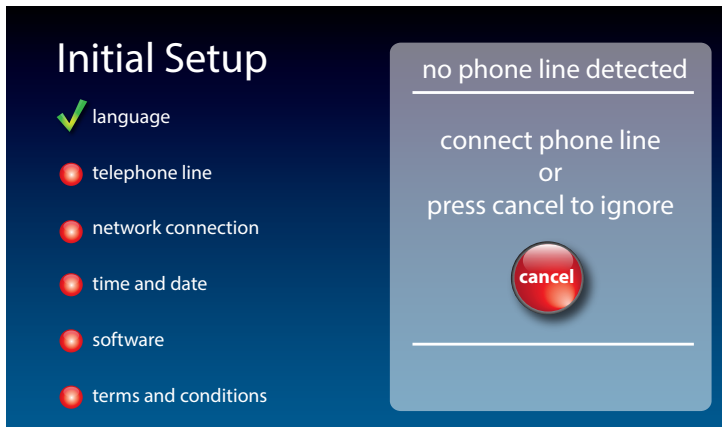 Initial Setup
language
telephone line
network connection
time and date
software
terms and conditions
no phone line detected
connect phone line
or
press cancel to ignore
cancel